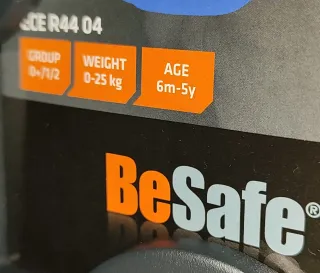 ECE R44 04
GROUP WEIGHT AGE
0+/1/2 0-25 kg 6m-5y
BeSafe®